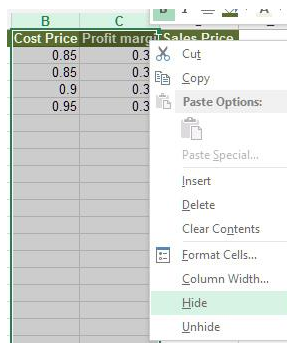 B C
Cost Price Profit margi Sales Price
0.85 0.3
0.85 0.3
0.9 0.3
0.95 0.3
Cut
Copy
Paste Options:
Paste Special...
Insert
Delete
Clear Contents
Format Cells...
Column Width...
Hide
Unhide